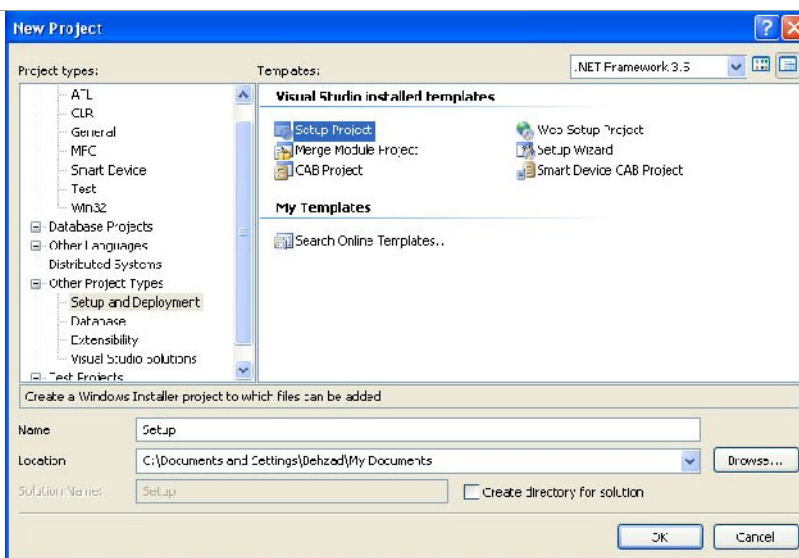 New Project
Project types:
Templates:
.NET Framework 3.5
ATL
CLR
General
MFC
Smart Device
Test
Win32
Database Projects
Other Languages
Distributed Systems
Other Project Types
Setup and Deployment
Database
Extensibility
Visual Studio Solutions
Test Projects
Visual Studio installed templates
Setup Project
Merge Module Project
CAB Project
Web Setup Project
Setup Wizard
Smart Device CAB Project
My Templates
Search Online Templates...
Create a Windows Installer project to which files can be added
Name
Setup
Location
C:\Documents and Settings\Behzad\My Documents
Browse...
Solution Name:
Setup
Create directory for solution
OK
Cancel